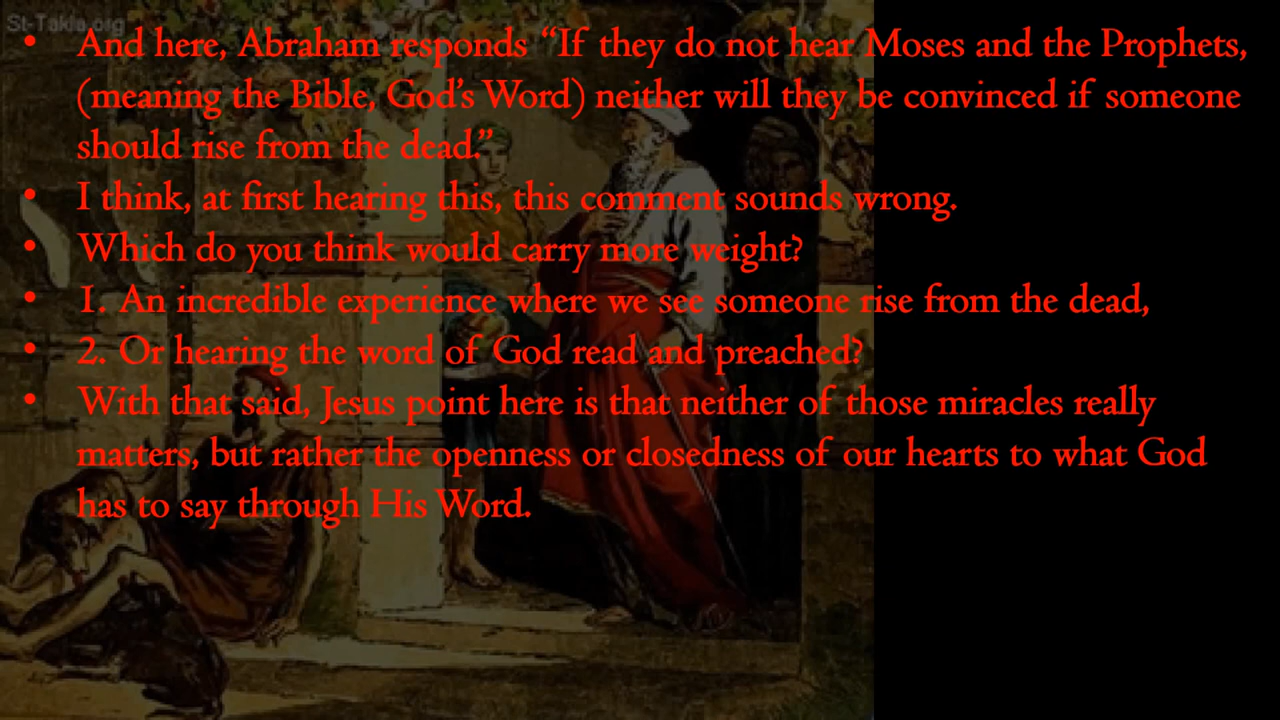 St-Takla.org
• And here, Abraham responds “If they do not hear Moses and the Prophets,
(meaning the Bible, God’s Word) neither will they be convinced if someone
should rise from the dead.”
• I think, at first hearing this, this comment sounds wrong.
• Which do you think would carry more weight?
• 1. An incredible experience where we see someone rise from the dead,
• 2. Or hearing the word of God read and preached?
• With that said, Jesus point here is that neither of those miracles really
matters, but rather the openness or closedness of our hearts to what God
has to say through His Word.